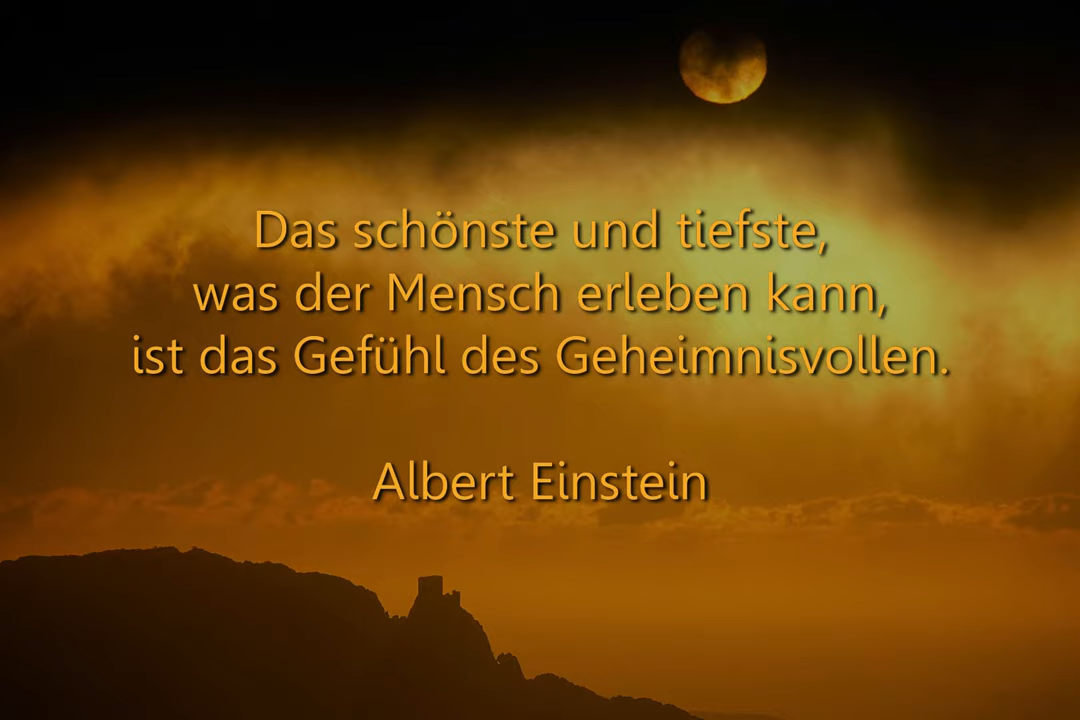 Das schönste und tiefste,
was der Mensch erleben kann,
ist das Gefühl des Geheimnisvollen.
Albert Einstein